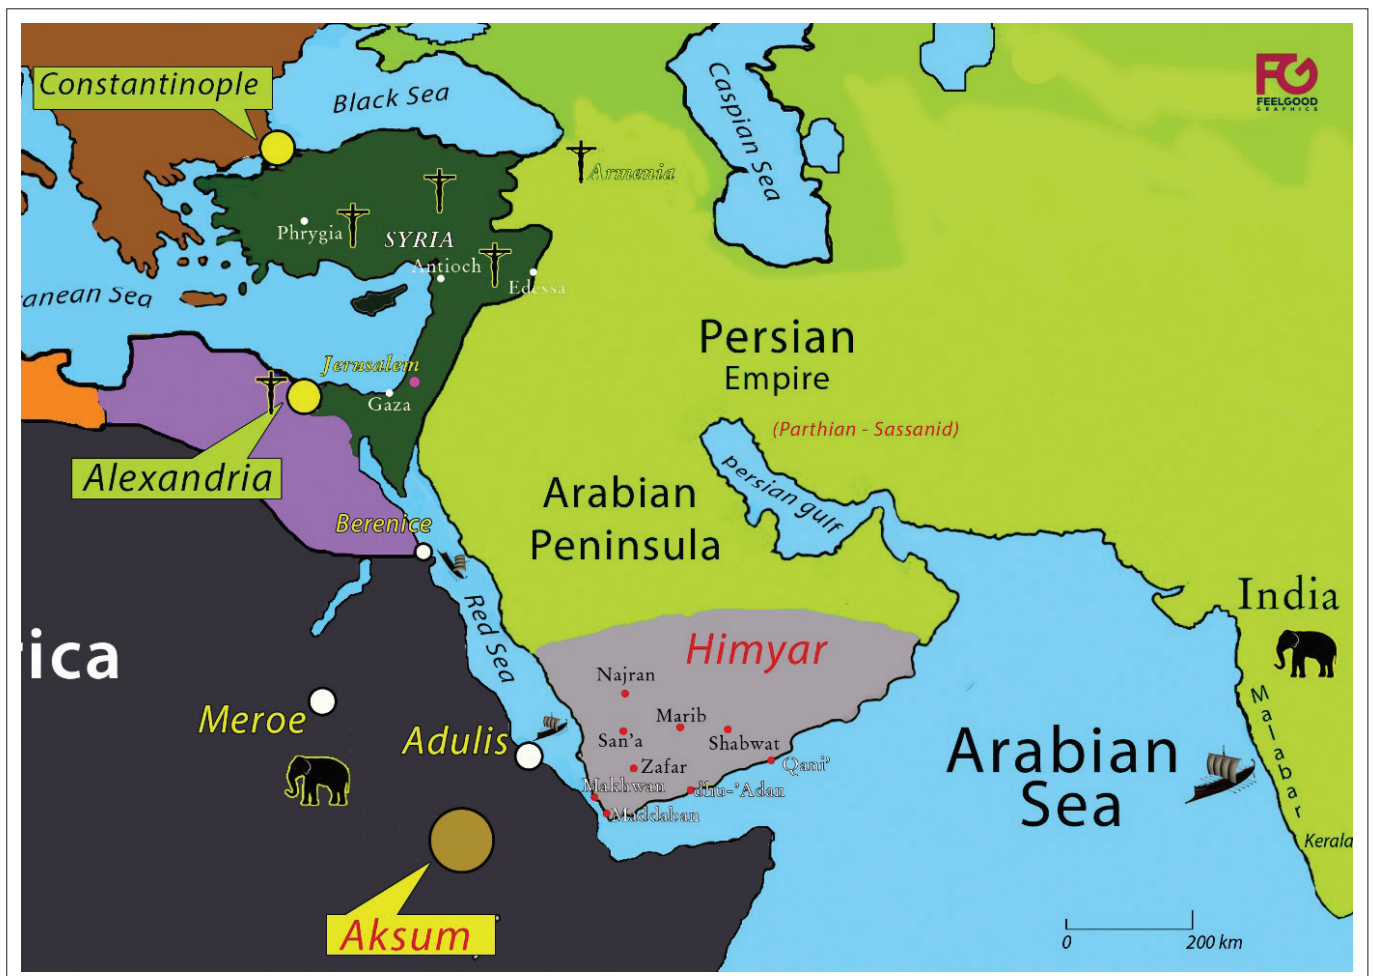 Constantinople
Black Sea
Caspian Sea
FG
FEELGOOD
GRAPHICS
Armenia
Phrygia
SYRIA
Antioch
Edessa
anean Sea
Persian
Empire
(Parthian - Sassanid)
Jerusalem
Gaza
Alexandria
persian gulf
Arabian
Peninsula
Berenice
Red Sea
India
rica
Himyar
Najran
Meroe
Adulis
Marib
San'a
Shabwat
Zafar
Qani'
Makhwan
dhu-'Adan
Maddaban
Arabian
Sea
Malabar
Kerala
Aksum
0
200 km